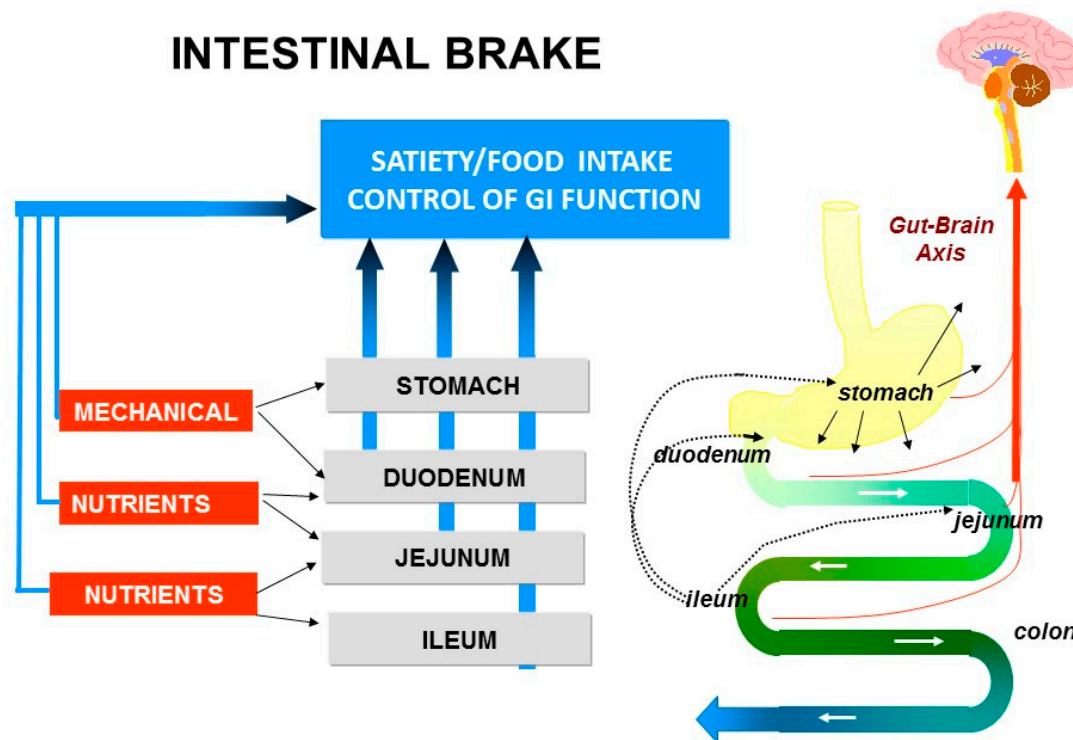 INTESTINAL BRAKE
SATIETY/FOOD INTAKE
CONTROL OF GI FUNCTION
MECHANICAL
NUTRIENTS
NUTRIENTS
STOMACH
DUODENUM
JEJUNUM
ILEUM
Gut-Brain
Axis
stomach
duodenum
jejunum
ileum
colon